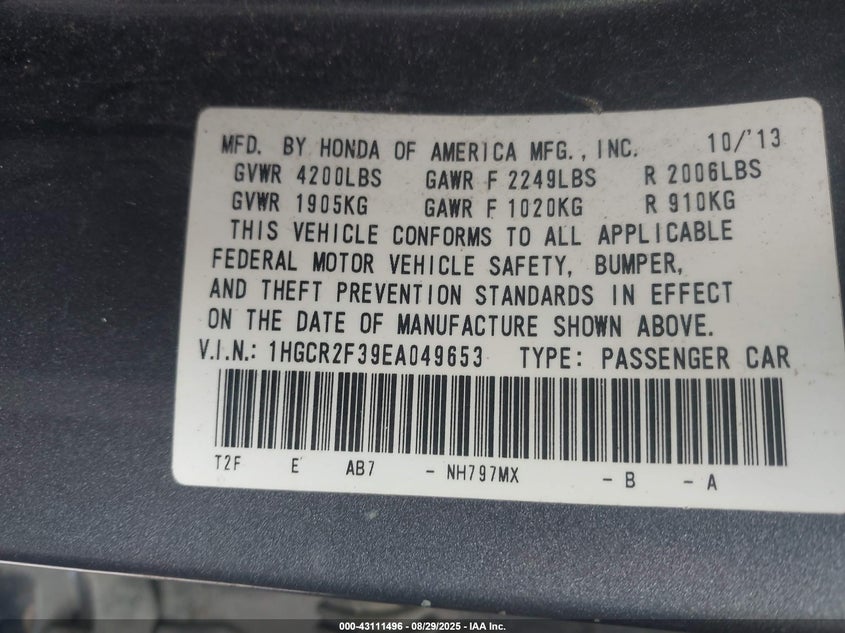 MFD. BY HONDA OF AMERICA MFG., INC. 10/'13
GVWR 4200LBS GAWR F 2249LBS R 2006LBS
GVWR 1905KG GAWR F 1020KG R 910KG
THIS VEHICLE CONFORMS TO ALL APPLICABLE
FEDERAL MOTOR VEHICLE SAFETY, BUMPER,
AND THEFT PREVENTION STANDARDS IN EFFECT
ON THE DATE OF MANUFACTURE SHOWN ABOVE.
V.I.N.: 1HGCR2F39EA049653 TYPE: PASSENGER CAR
T2F E AB7 - NH797MX - B - A
000-43111496 - 08/29/2025 - IAA Inc.